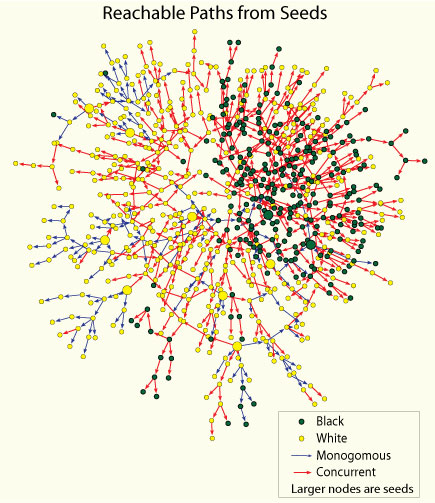 Reachable Paths from Seeds
Black
White
Monogomous
Concurrent
Larger nodes are seeds